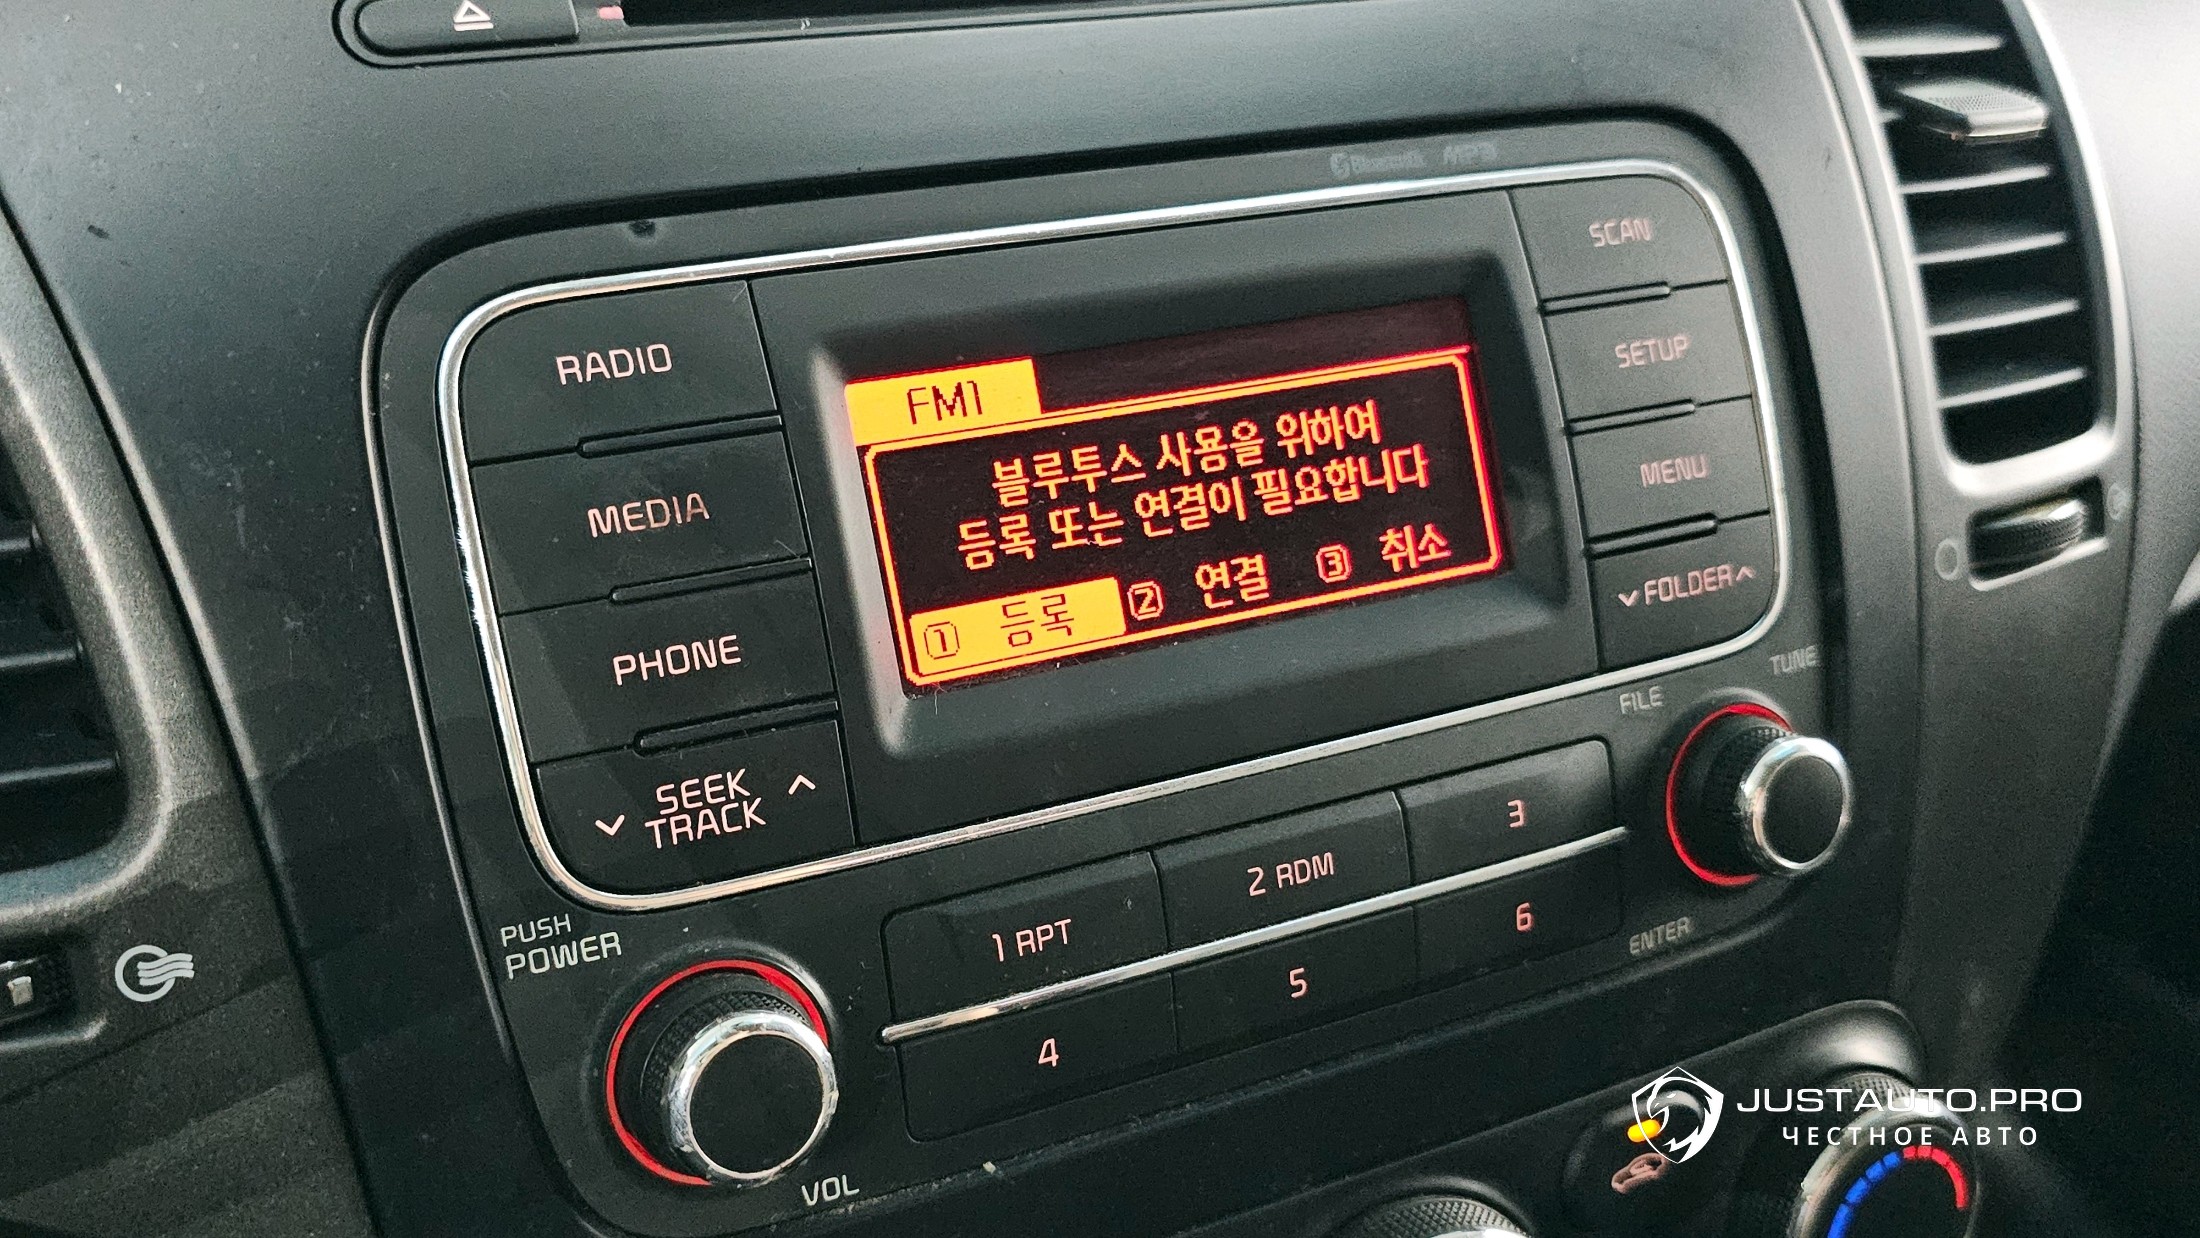 Bluetooth MP3
RADIO
MEDIA
PHONE
SEEK
TRACK
FM1
블루투스 사용을 위하여
등록 또는 연결이 필요합니다
1 등록 2 연결 3 취소
SCAN
SETUP
MENU
FOLDER
TUNE
FILE
ENTER
PUSH
POWER
VOL
1 RPT
2 RDM
3
4
5
6
JUSTAUTO.PRO
ЧЕСТНОЕ АВТО